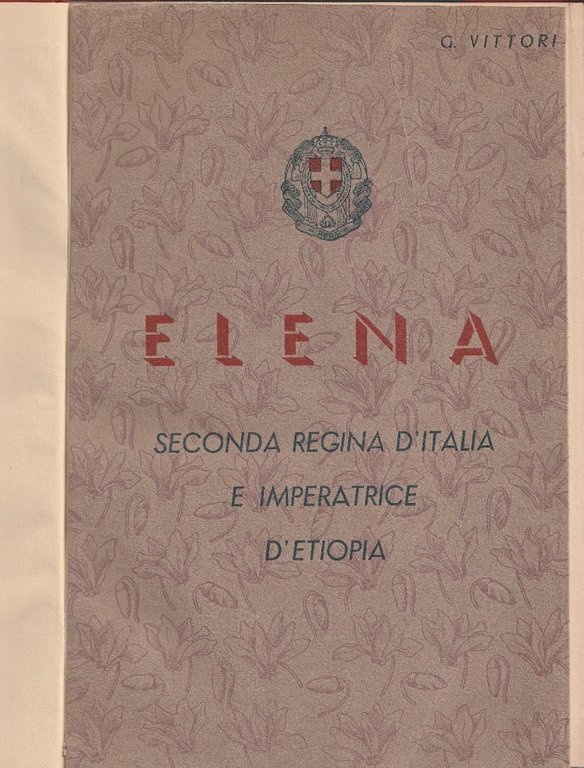 G. VITTORI
ELENA
SECONDA REGINA D'ITALIA
E IMPERATRICE
D'ETIOPIA